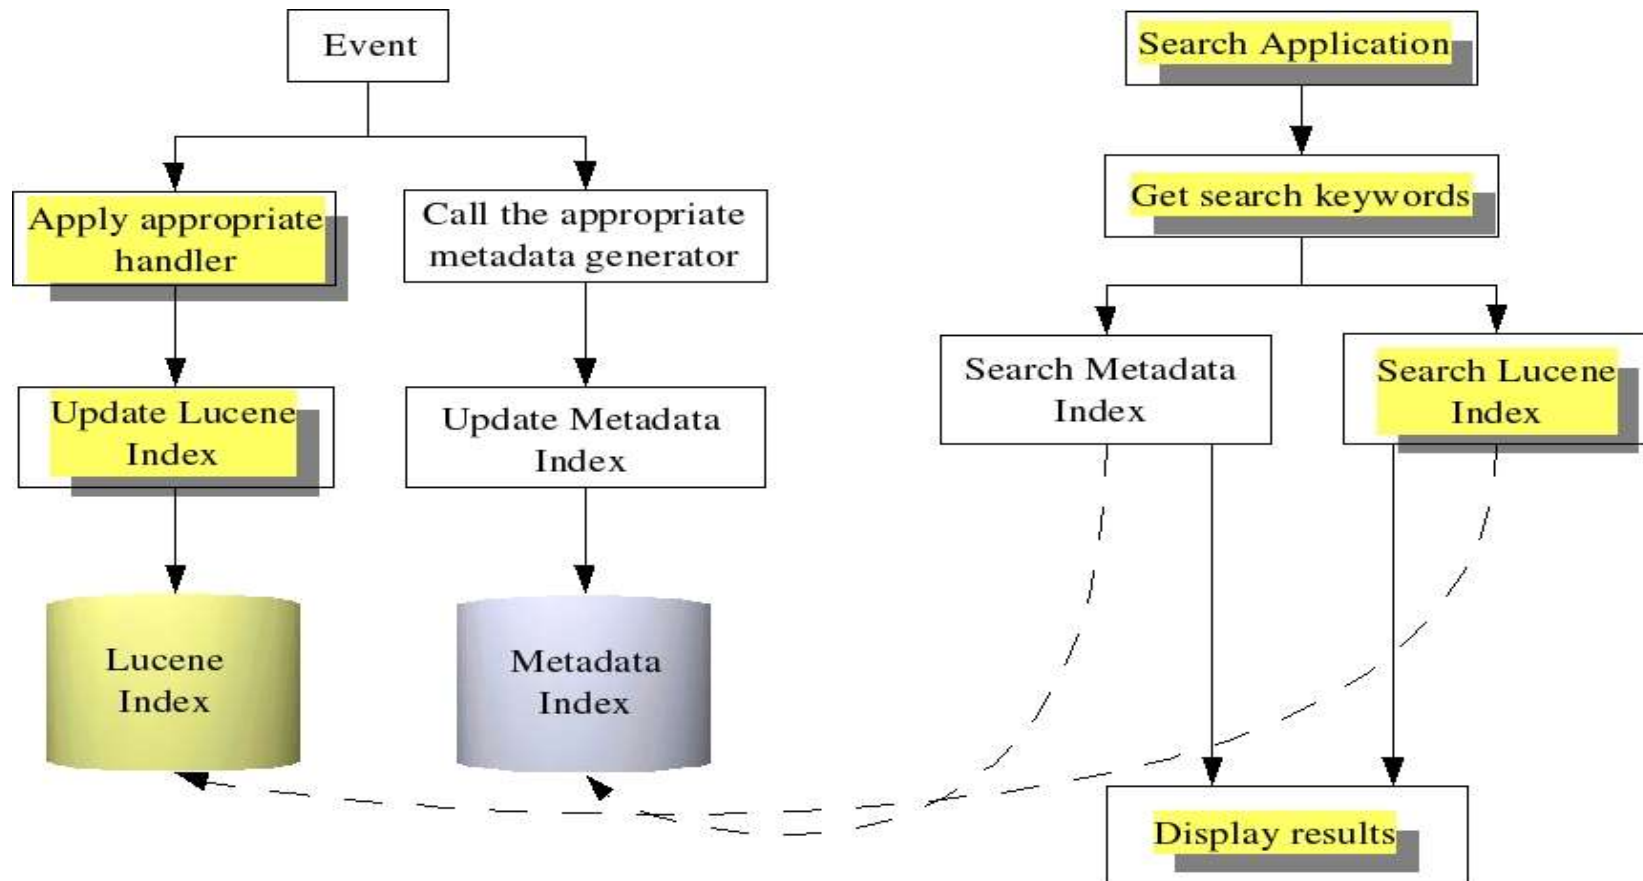 Event
Search Application
Apply appropriate
handler
Call the appropriate
metadata generator
Get search keywords
Update Lucene
Index
Update Metadata
Index
Search Metadata
Index
Search Lucene
Index
Lucene
Index
Metadata
Index
Display results